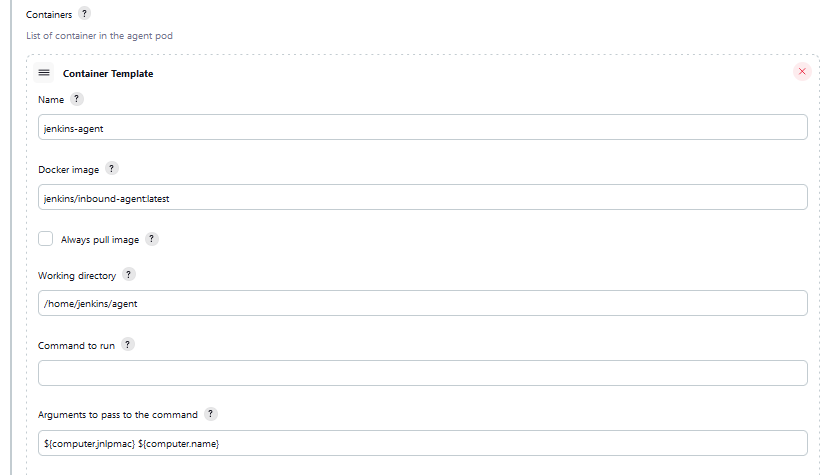 Containers ?
List of container in the agent pod
Container Template
Name ?
jenkins-agent
Docker image ?
jenkins/inbound-agent:latest
Always pull image ?
Working directory ?
/home/jenkins/agent
Command to run ?
Arguments to pass to the command ?
${computer.jnlpmac} ${computer.name}